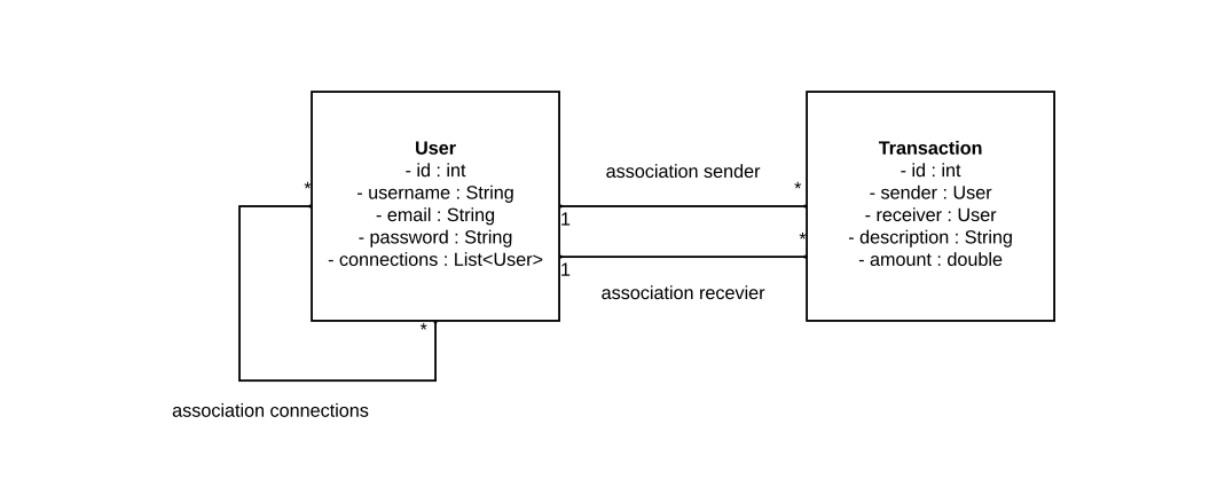 User
- id : int
- username : String
- email : String
- password : String
- connections : List<User>
*
*
association connections
association sender
1
*
1
*
association recevier
Transaction
- id : int
- sender : User
- receiver : User
- description : String
- amount : double